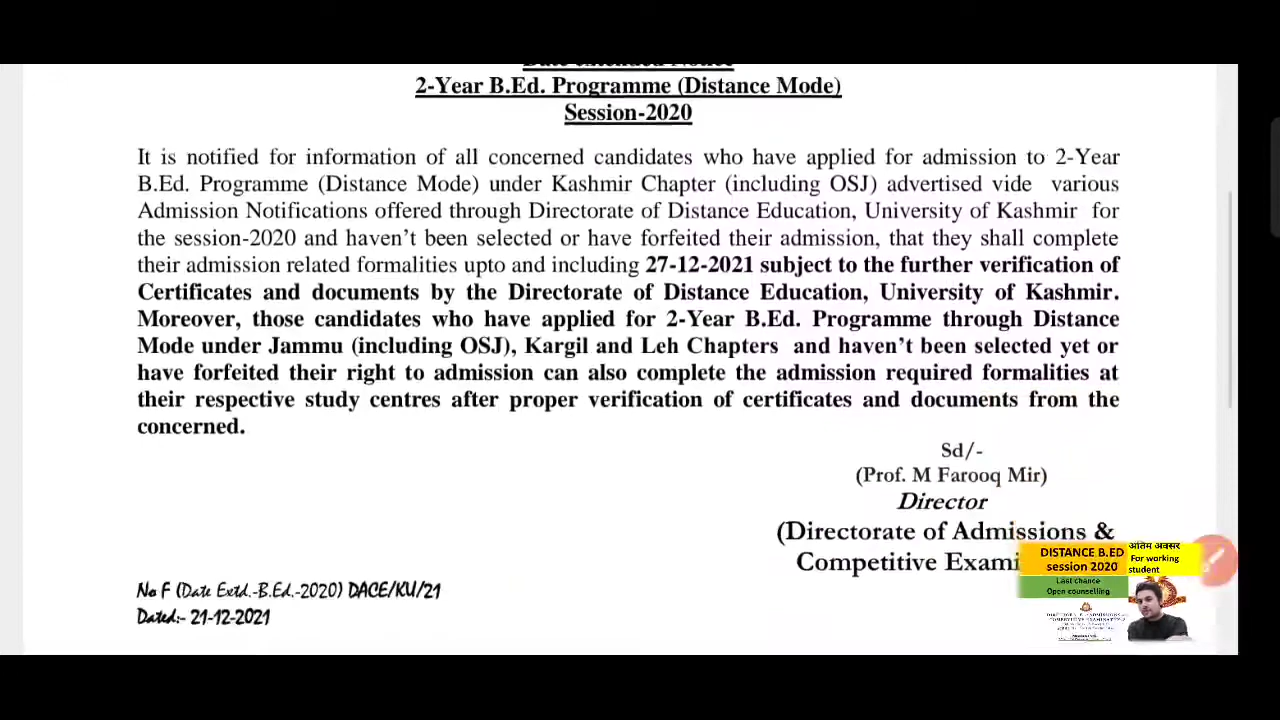 Date extended Notice
2-Year B.Ed. Programme (Distance Mode)
Session-2020
It is notified for information of all concerned candidates who have applied for admission to 2-Year
B.Ed. Programme (Distance Mode) under Kashmir Chapter (including OSJ) advertised vide various
Admission Notifications offered through Directorate of Distance Education, University of Kashmir for
the session-2020 and haven't been selected or have forfeited their admission, that they shall complete
their admission related formalities upto and including 27-12-2021 subject to the further verification of
Certificates and documents by the Directorate of Distance Education, University of Kashmir.
Moreover, those candidates who have applied for 2-Year B.Ed. Programme through Distance
Mode under Jammu (including OSJ), Kargil and Leh Chapters and haven't been selected yet or
have forfeited their right to admission can also complete the admission required formalities at
their respective study centres after proper verification of certificates and documents from the
concerned.
Sd/-
(Prof. M Farooq Mir)
Director
(Directorate of Admissions &
Competitive Exami
No F (Date Extd.-B.Ed.-2020) DACE/KU/21
Dated:- 21-12-2021
DISTANCE B.ED
session 2020
अंतिम अवसर
For working
student
Last chance
Open counselling